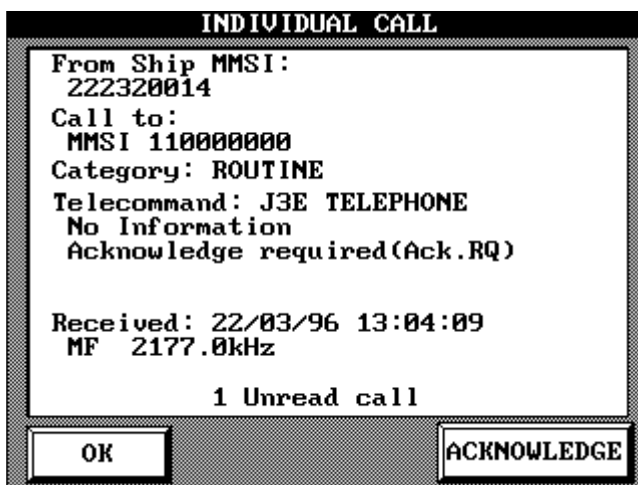 INDIVIDUAL CALL
From Ship MMSI:
222320014
Call to:
MMSI 110000000
Category: ROUTINE
Telecommand: J3E TELEPHONE
No Information
Acknowledge required(Ack.RQ)
Received: 22/03/96 13:04:09
MF 2177.0kHz
1 Unread call
OK
ACKNOWLEDGE